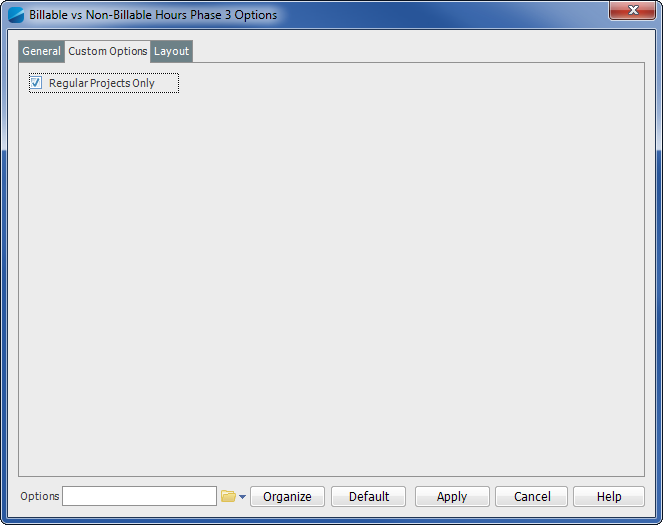 Billable vs Non-Billable Hours Phase 3 Options
General Custom Options Layout
Regular Projects Only
Options Organize Default Apply Cancel Help